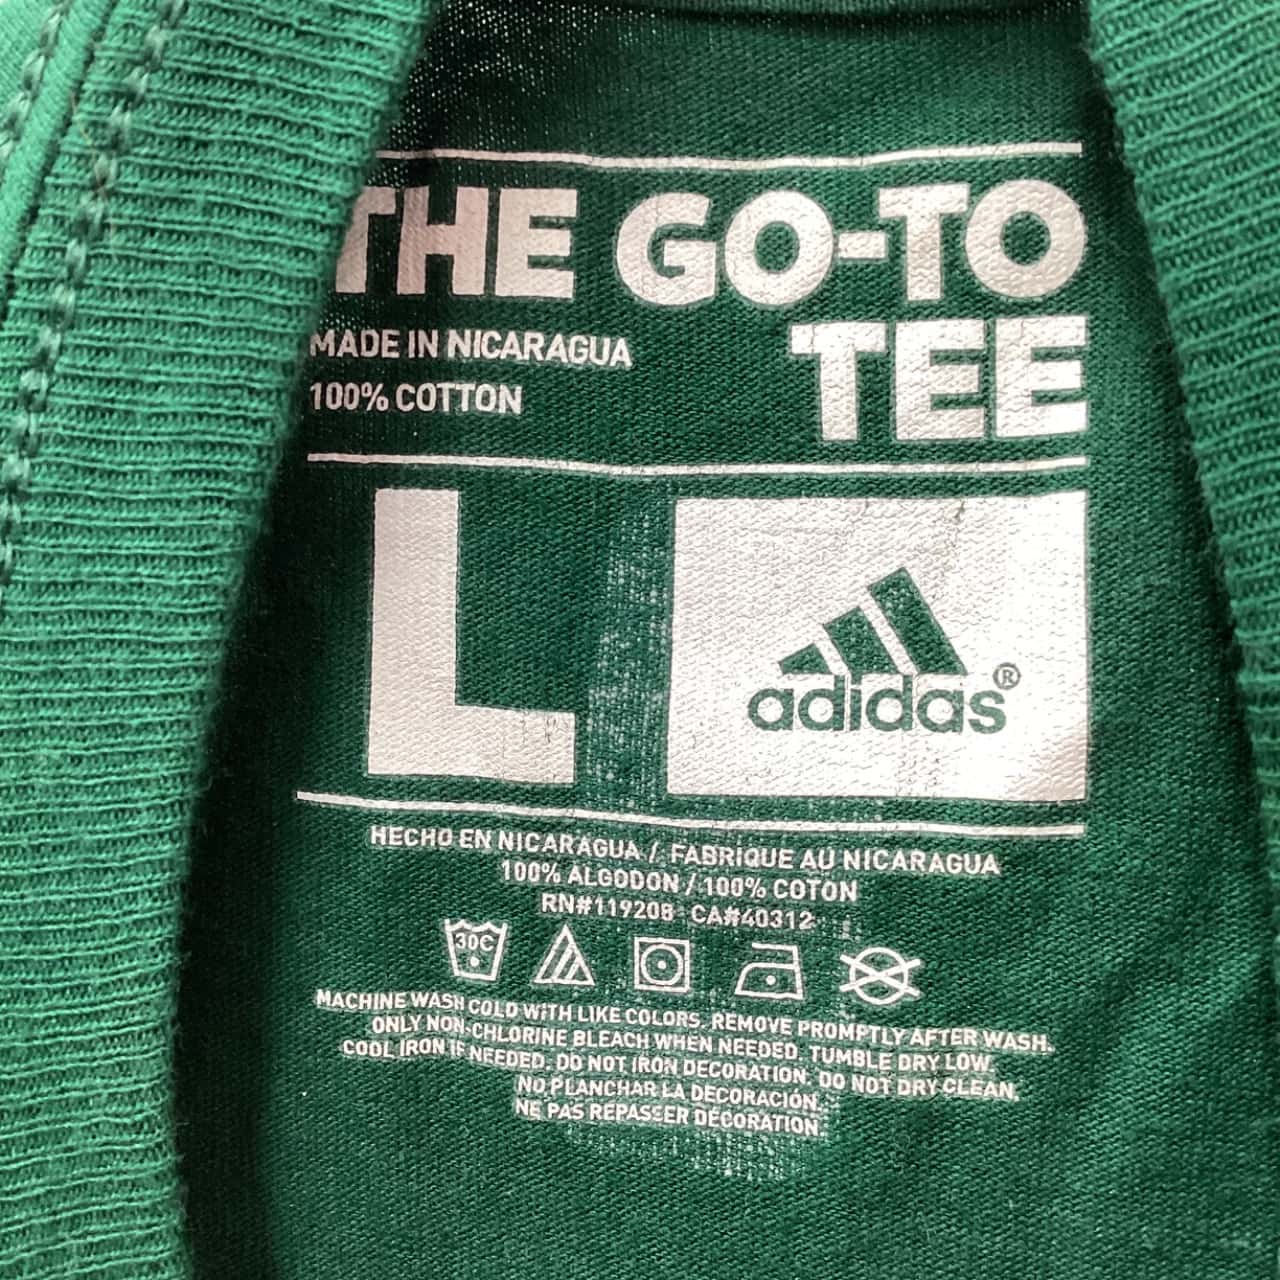 THE GO-TO
TEE
MADE IN NICARAGUA
100% COTTON
L
adidas®
HECHO EN NICARAGUA / FABRIQUE AU NICARAGUA
100% ALGODON / 100% COTON
RN#119208 CA#40312
30C
MACHINE WASH COLD WITH LIKE COLORS. REMOVE PROMPTLY AFTER WASH.
ONLY NON-CHLORINE BLEACH WHEN NEEDED. TUMBLE DRY LOW.
COOL IRON IF NEEDED. DO NOT IRON DECORATION. DO NOT DRY CLEAN.
NO PLANCHAR LA DECORACIÓN.
NE PAS REPASSER DÉCORATION.